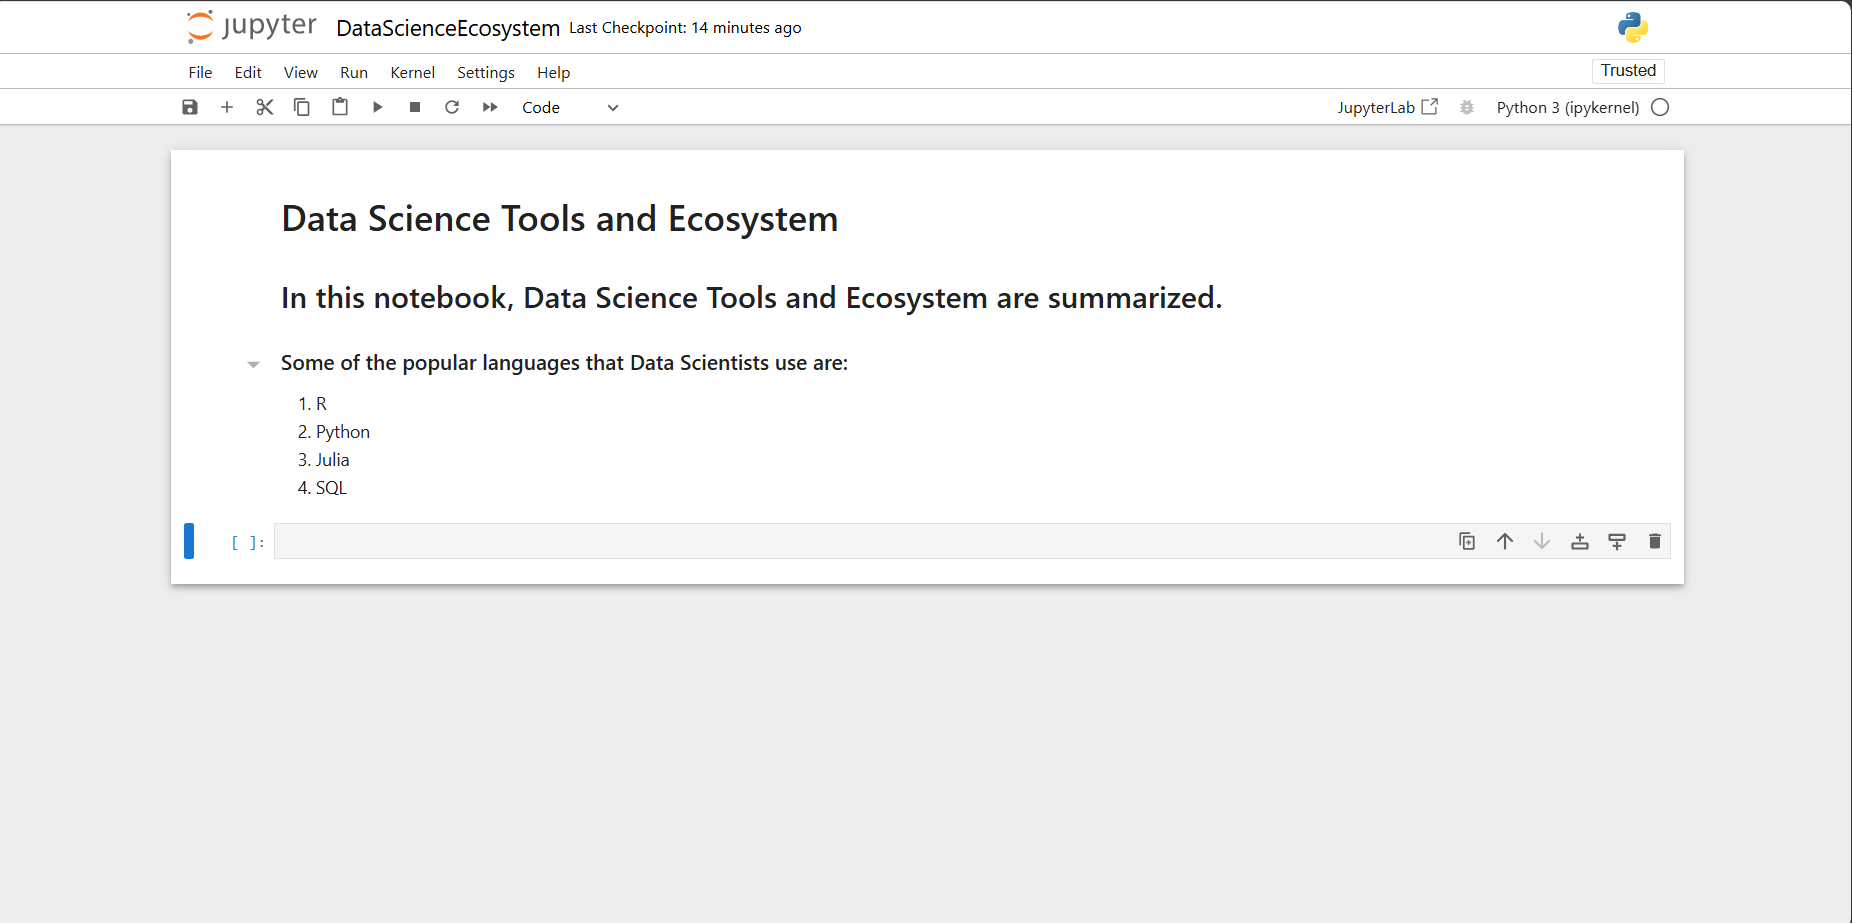 jupyter DataScienceEcosystem Last Checkpoint: 14 minutes ago
File Edit View Run Kernel Settings Help Trusted
Code JupyterLab Python 3 (ipykernel)
Data Science Tools and Ecosystem
In this notebook, Data Science Tools and Ecosystem are summarized.
Some of the popular languages that Data Scientists use are:
1. R
2. Python
3. Julia
4. SQL
[ ]: